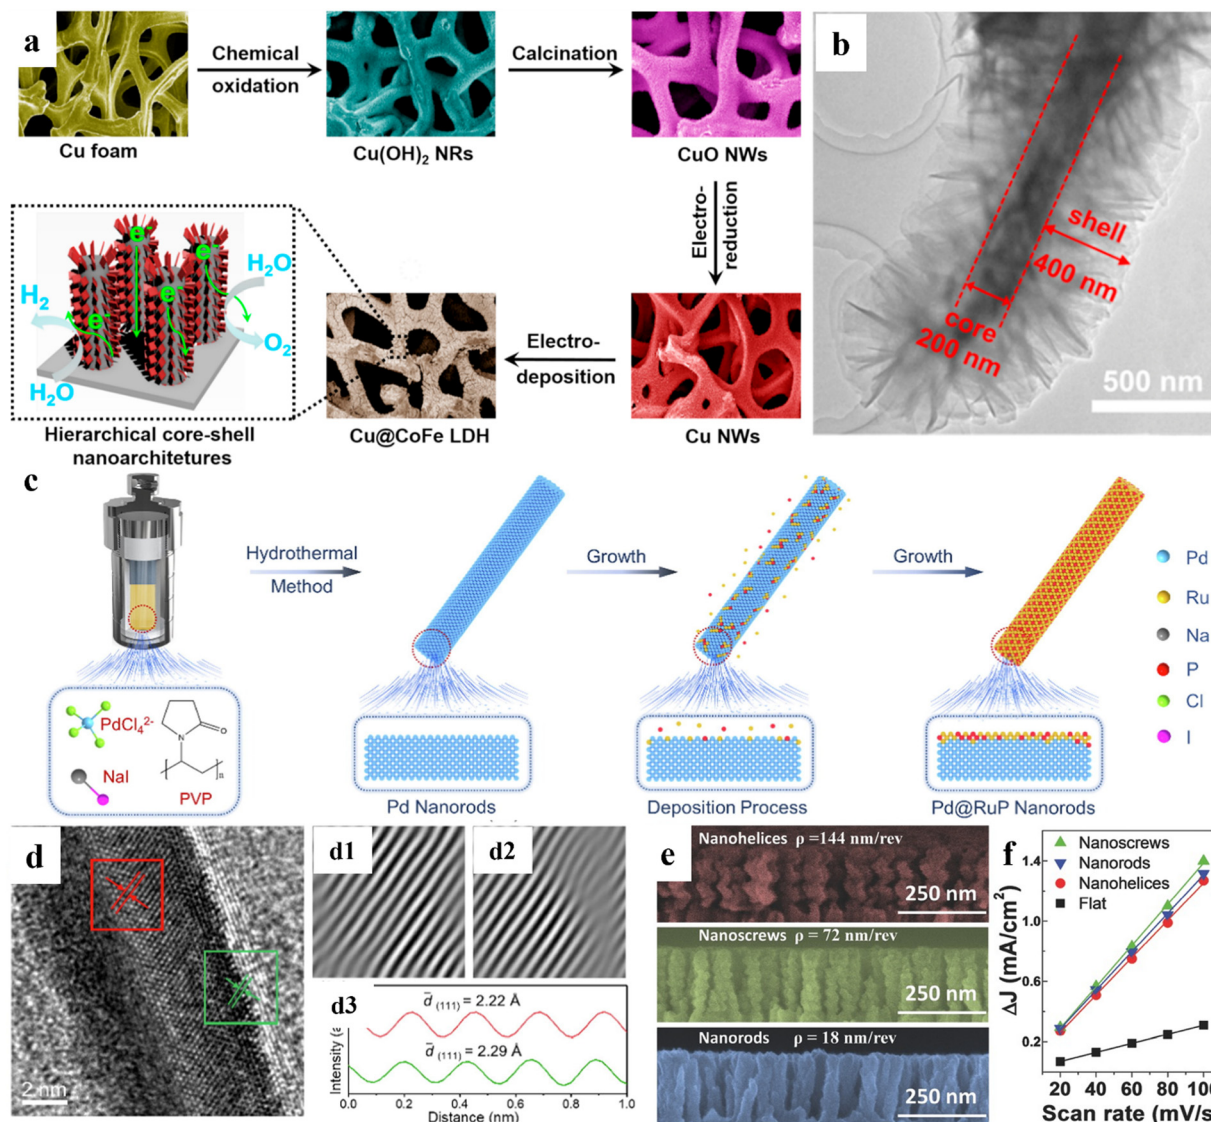 a
Cu foam
Chemical
oxidation
Cu(OH)2 NRs
Calcination
CuO NWs
Electro-
reduction
Cu NWs
Electro-
deposition
Cu@CoFe LDH
e-
e-
e-
e-
H2O
H2
O2
H2O
Hierarchical core-shell
nanoarchitetures
b
shell
400 nm
core
200 nm
500 nm
c
Hydrothermal
Method
Growth
Growth
Pd
Ru
Na
P
Cl
I
PdCl4 2-
NaI
N
O
n
PVP
Pd Nanorods
Deposition Process
Pd@RuP Nanorods
d
2 nm
d1
d2
d3
d̄ (111) = 2.22 Å
d̄ (111) = 2.29 Å
Intensity
0.0 0.2 0.4 0.6 0.8 1.0
Distance (nm)
e
Nanohelices ρ =144 nm/rev
250 nm
Nanoscrews ρ = 72 nm/rev
250 nm
Nanorods ρ = 18 nm/rev
250 nm
f
Nanoscrews
Nanorods
Nanohelices
Flat
ΔJ (mA/cm2)
1.4
1.0
0.6
0.2
20 40 60 80 100
Scan rate (mV/s